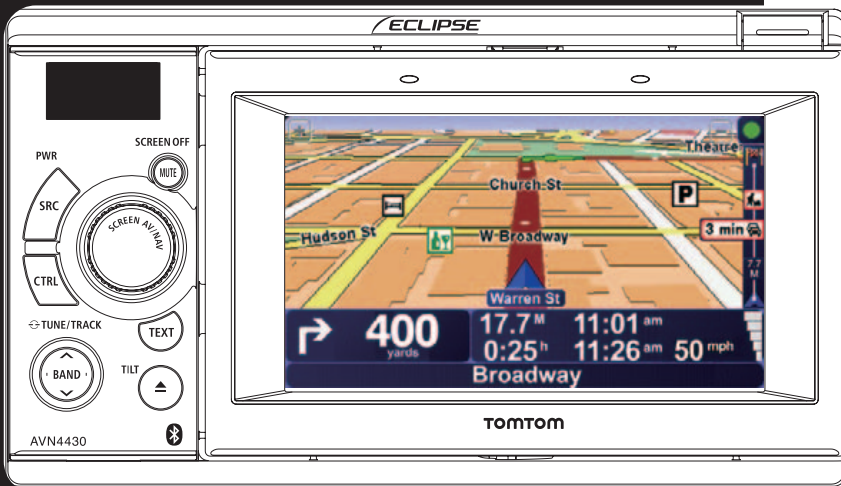 ECLIPSE
SCREEN OFF
PWR
MUTE
SRC
SCREEN AV/NAV
CTRL
TUNE/TRACK
TEXT
BAND
TILT
AVN4430
Theatre
Church St
P
Hudson St
W Broadway
3 min
7.7
M
Warren St
400
yards
17.7 M 11:01 am
0:25 h 11:26 am 50 mph
Broadway
TOMTOM